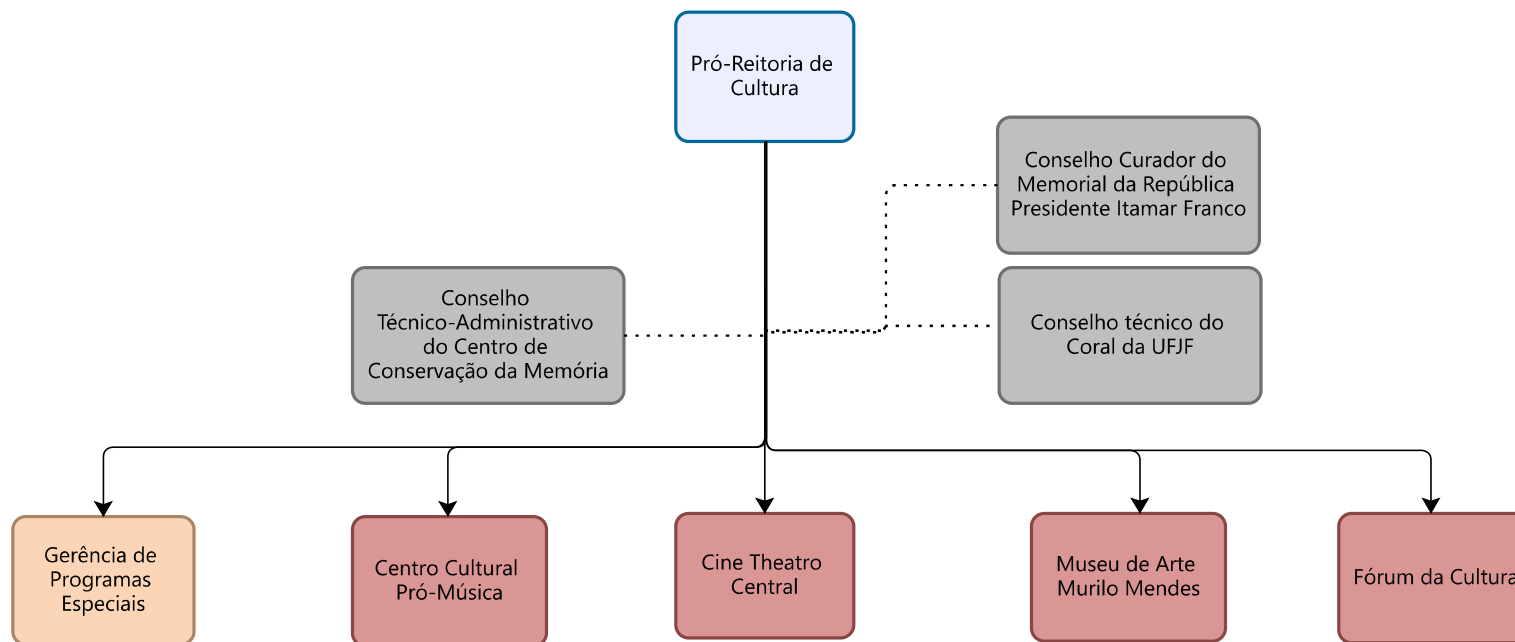 Pró-Reitoria de
Cultura
Conselho Curador do
Memorial da República
Presidente Itamar Franco
Conselho
Técnico-Administrativo
do Centro de
Conservação da Memória
Conselho técnico do
Coral da UFJF
Gerência de
Programas
Especiais
Centro Cultural
Pró-Música
Cine Theatro
Central
Museu de Arte
Murilo Mendes
Fórum da Cultura